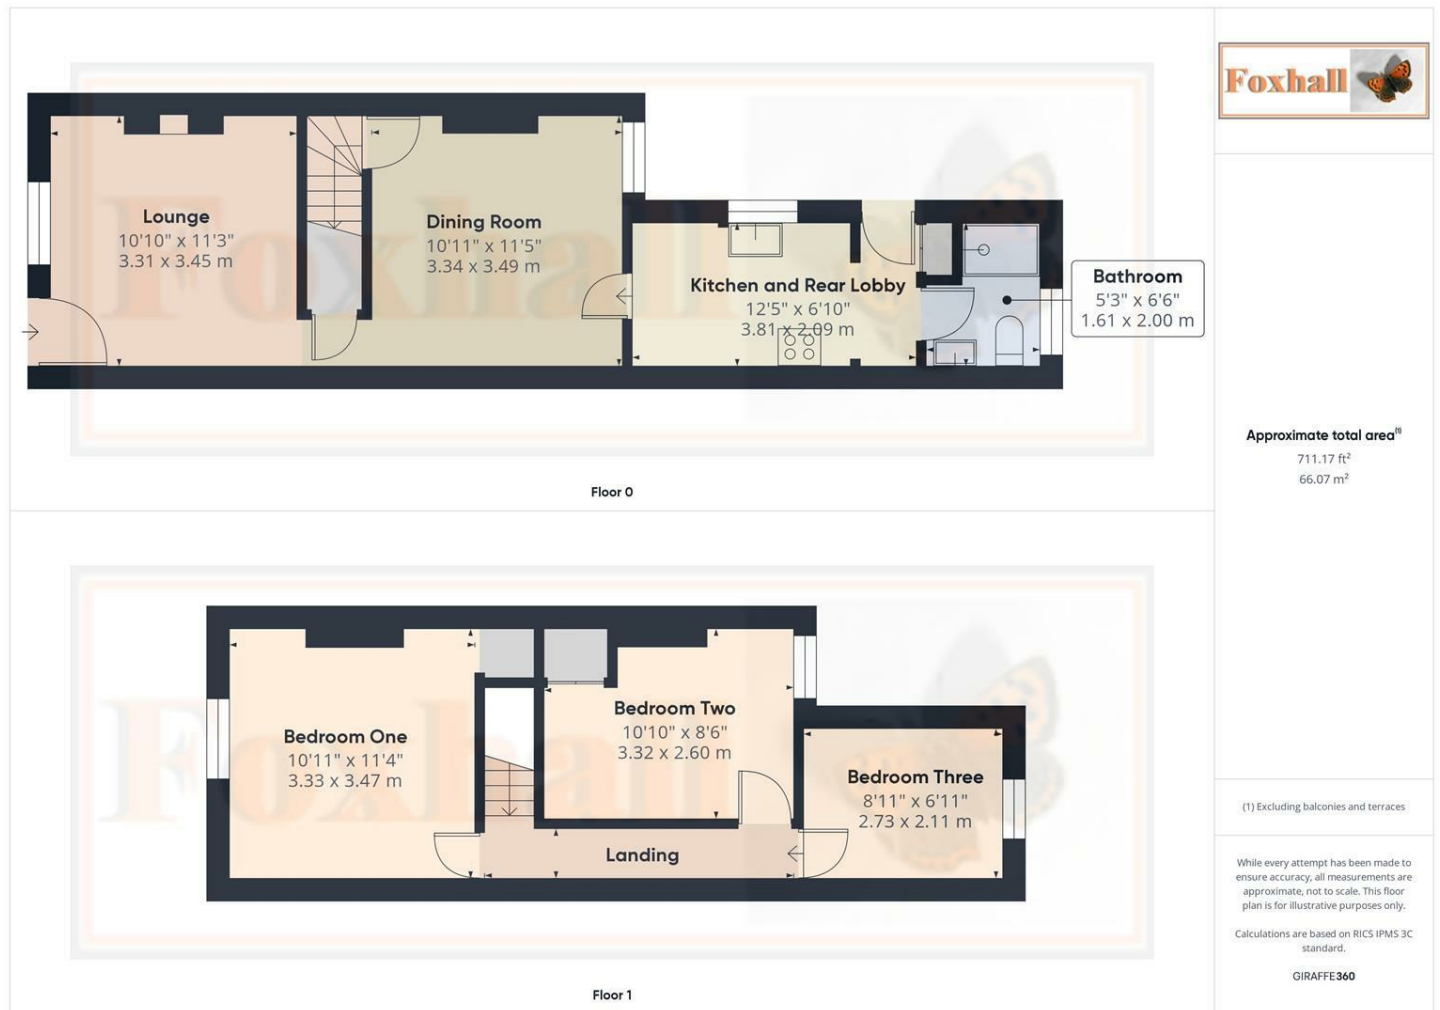 Foxhall
Lounge
10'10" x 11'3"
3.31 x 3.45 m
Dining Room
10'11" x 11'5"
3.34 x 3.49 m
Kitchen and Rear Lobby
12'5" x 6'10"
3.81 x 2.09 m
Bathroom
5'3" x 6'6"
1.61 x 2.00 m
Foxhall
Floor 0
Approximate total area(1)
711.17 ft²
66.07 m²
Bedroom One
10'11" x 11'4"
3.33 x 3.47 m
Bedroom Two
10'10" x 8'6"
3.32 x 2.60 m
Bedroom Three
8'11" x 6'11"
2.73 x 2.11 m
Landing
Foxhall
Floor 1
(1) Excluding balconies and terraces
While every attempt has been made to
ensure accuracy, all measurements are
approximate, not to scale. This floor
plan is for illustrative purposes only.
Calculations are based on RICS IPMS 3C
standard.
GIRAFFE360